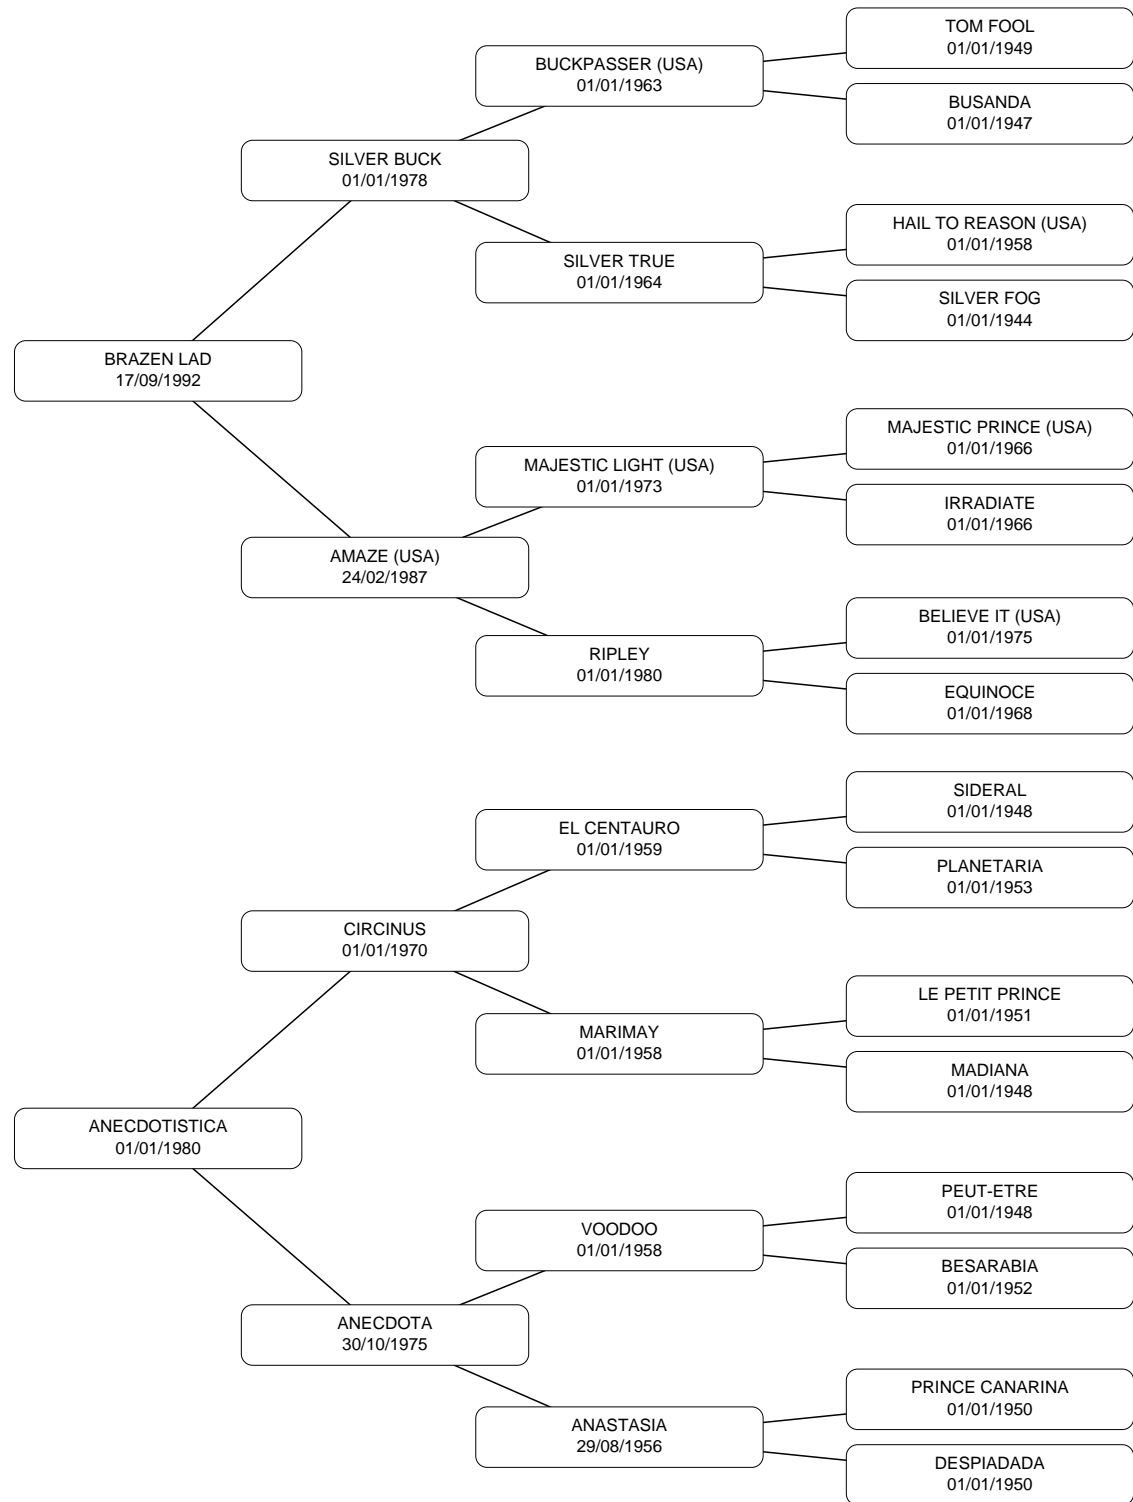 TOM FOOL
01/01/1949
BUCKPASSER (USA)
01/01/1963
BUSANDA
01/01/1947
SILVER BUCK
01/01/1978
HAIL TO REASON (USA)
01/01/1958
SILVER TRUE
01/01/1964
SILVER FOG
01/01/1944
BRAZEN LAD
17/09/1992
MAJESTIC PRINCE (USA)
01/01/1966
MAJESTIC LIGHT (USA)
01/01/1973
IRRADIATE
01/01/1966
AMAZE (USA)
24/02/1987
BELIEVE IT (USA)
01/01/1975
RIPLEY
01/01/1980
EQUINOCE
01/01/1968
SIDERAL
01/01/1948
EL CENTAURO
01/01/1959
PLANETARIA
01/01/1953
CIRCINUS
01/01/1970
LE PETIT PRINCE
01/01/1951
MARIMAY
01/01/1958
MADIANA
01/01/1948
ANECDOTISTICA
01/01/1980
PEUT-ETRE
01/01/1948
VOODOO
01/01/1958
BESARABIA
01/01/1952
ANECDOTA
30/10/1975
PRINCE CANARINA
01/01/1950
ANASTASIA
29/08/1956
DESPIADADA
01/01/1950